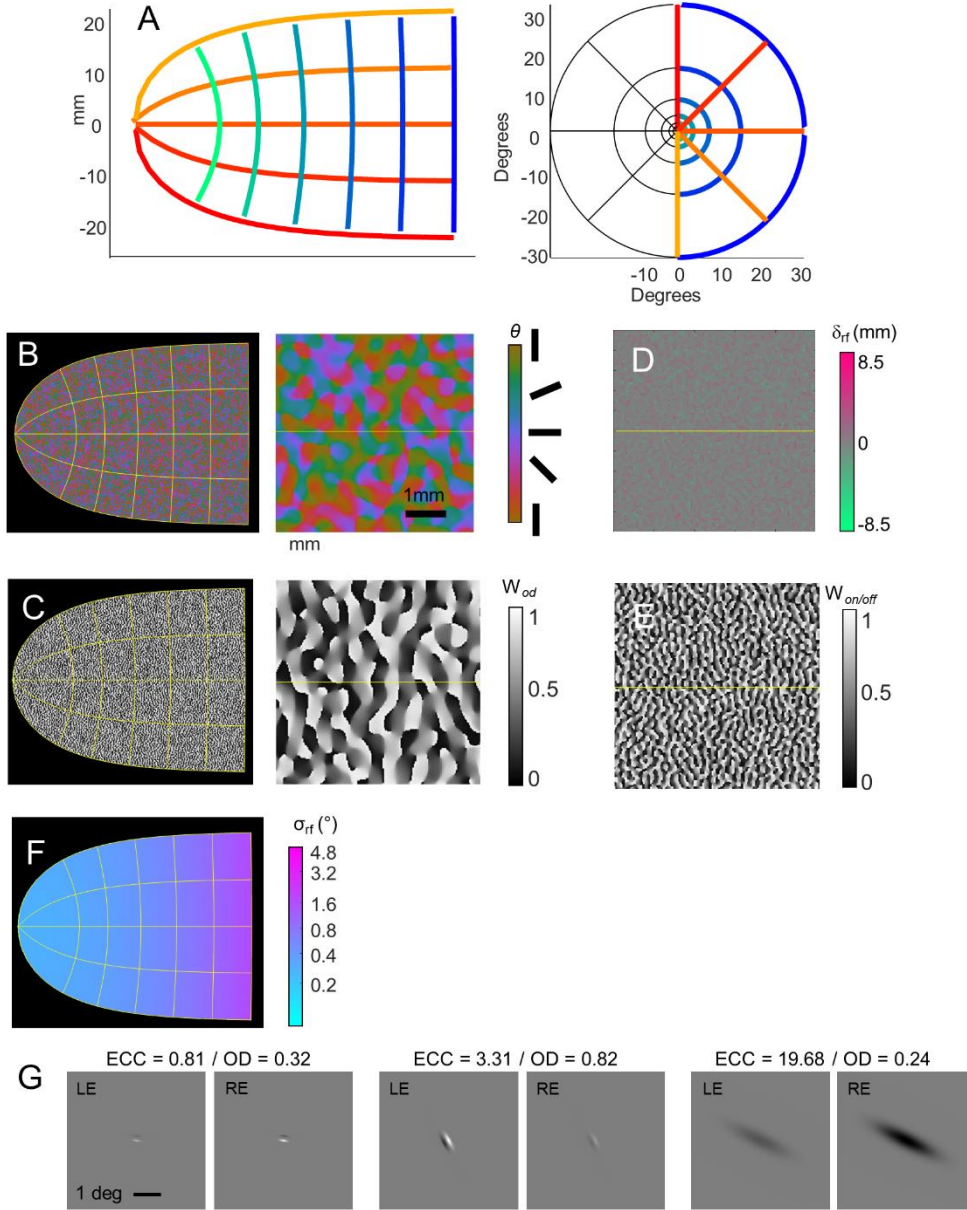 A
20
10
0
-10
-20
mm
30
20
10
0
-10
-20
-30
Degrees
-10 0 10 20 30
Degrees
B
1mm
mm
θ
D
δrf (mm)
8.5
0
-8.5
C
Wod
1
0.5
0
E
Won/off
1
0.5
0
F
σrf (°)
4.8
3.2
1.6
0.8
0.4
0.2
G
ECC = 0.81 / OD = 0.32
LE
RE
1 deg
ECC = 3.31 / OD = 0.82
LE
RE
ECC = 19.68 / OD = 0.24
LE
RE